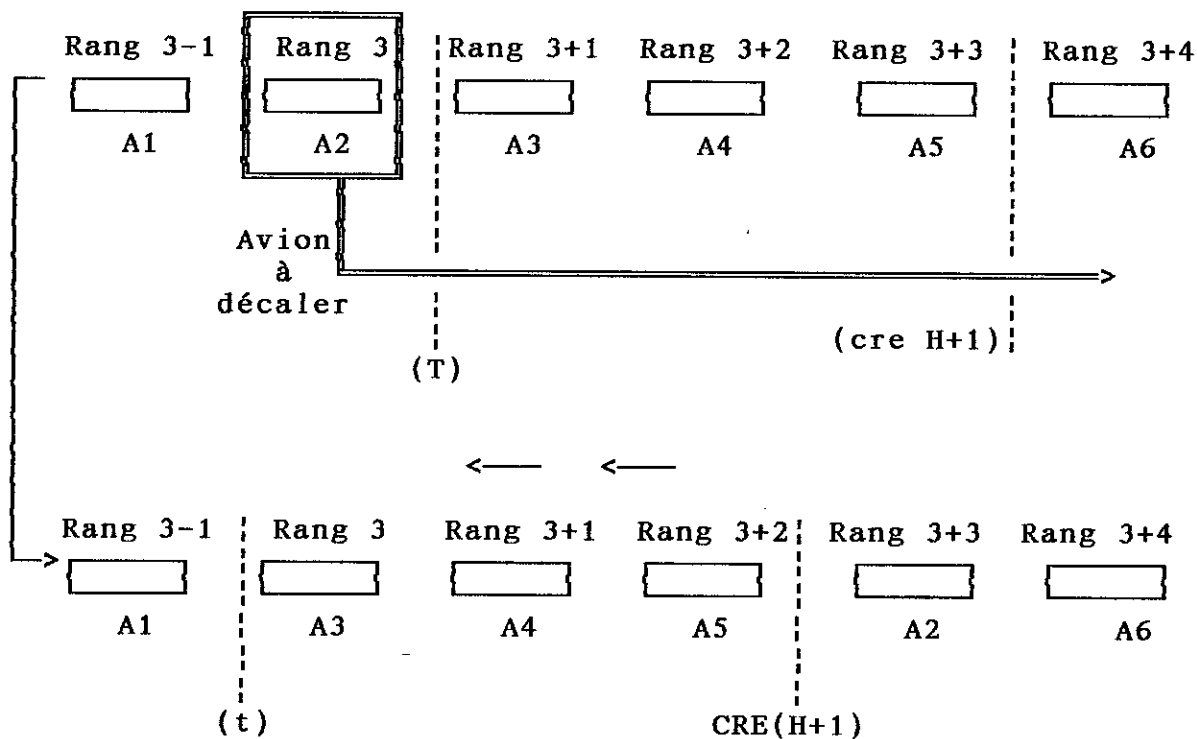 Rang 3-1 Rang 3 Rang 3+1 Rang 3+2 Rang 3+3 Rang 3+4
A1 A2 A3 A4 A5 A6
Avion
à
décaler
(cre H+1)
(T)
Rang 3-1 Rang 3 Rang 3+1 Rang 3+2 Rang 3+3 Rang 3+4
A1 A3 A4 A5 A2 A6
(t) CRE(H+1)